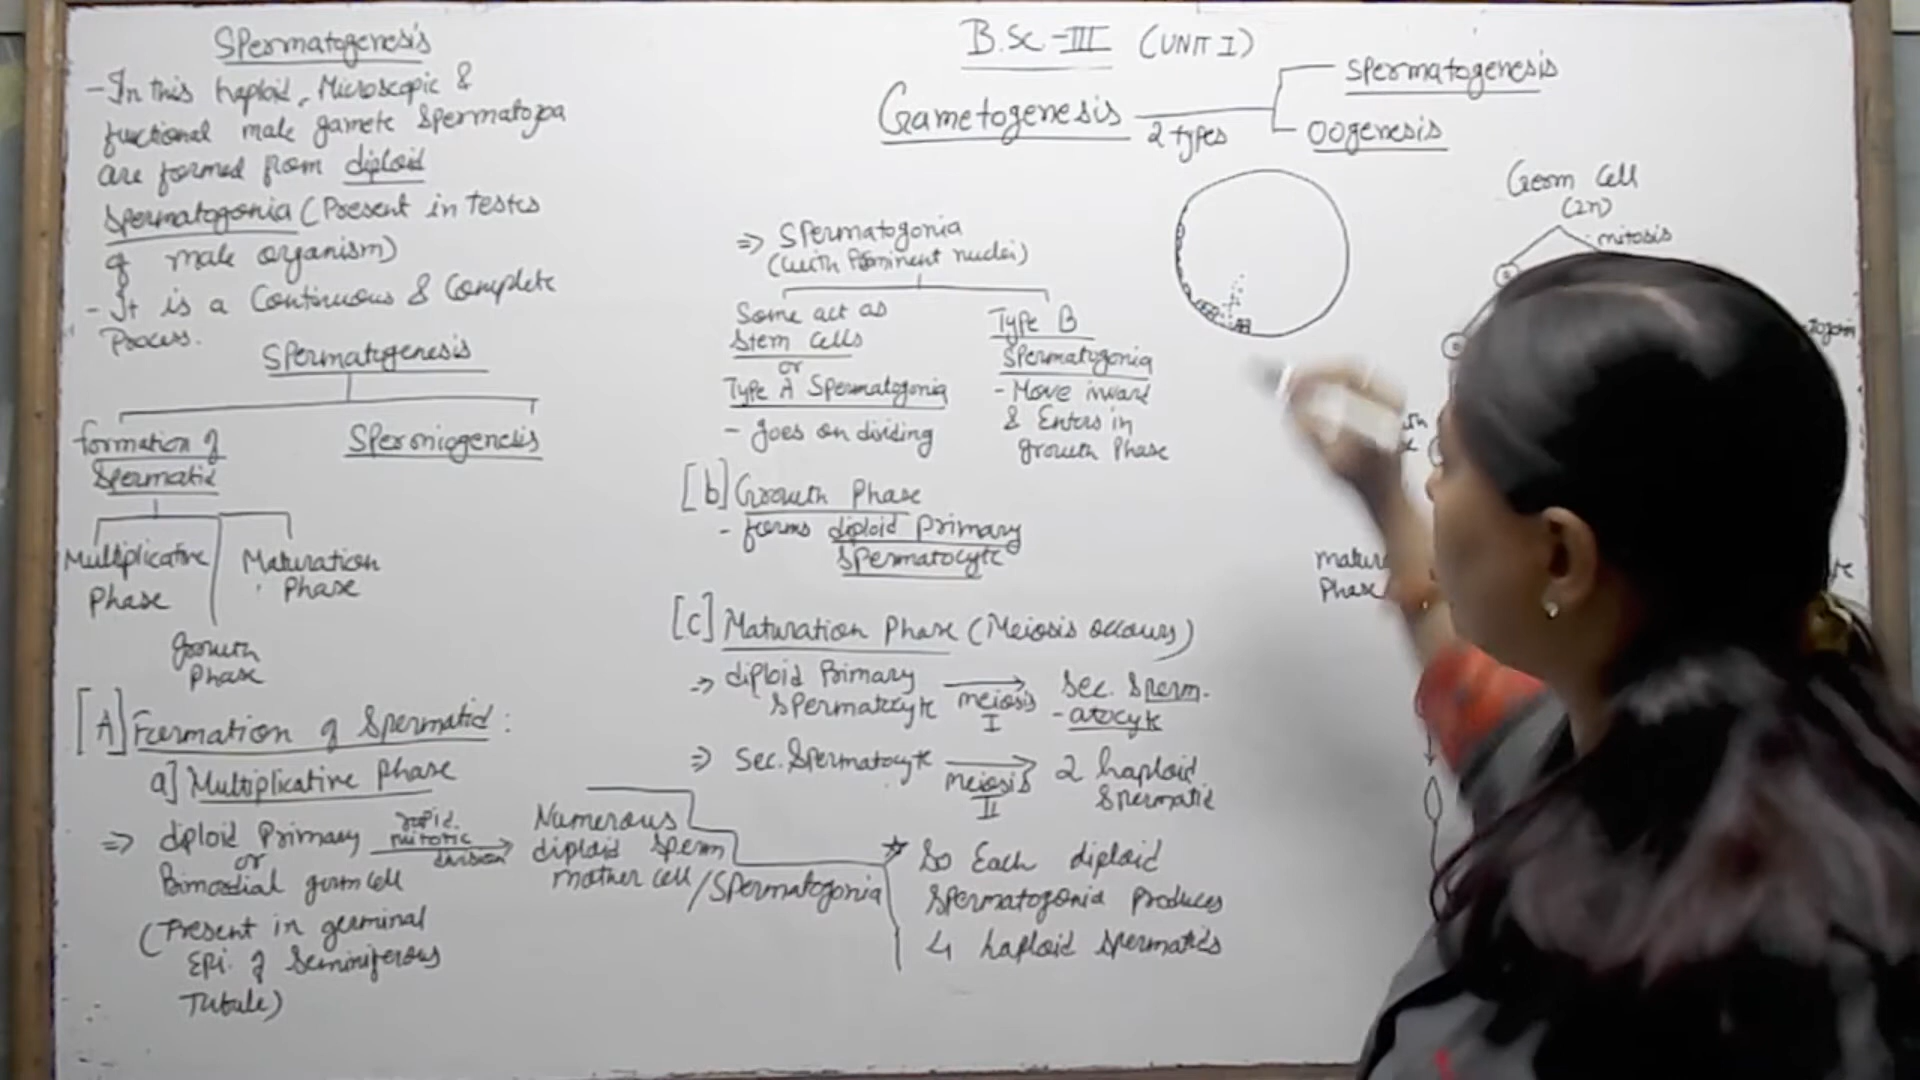 Spermatogenesis
- In this haploid, Microscopic &
fuctional male gamete Spermatozoa
are formed from diploid
Spermatogonia (Present in testes
of male organism)
- It is a Continuous & Complete
Process.
Spermatogenesis
formation of
Spermatid
Spermiogenesis
Multiplicative
Phase
Maturation
Phase
Growth
Phase
[A] Formation of Spermatid:
a] Multiplicative Phase
=> diploid Primary
or
Primordial germ cell
(Present in germinal
Epi. of Seminiferous
Tubule)
rapid
mitotic
division
Numerous
diploid sperm
mother cell
/Spermatogonia
B.Sc.-III (UNIT I)
Gametogenesis
2 types
Spermatogenesis
Oogenesis
=> Spermatogonia
(with Prominent nuclei)
Some act as
Stem cells
or
Type A Spermatogonia
- goes on dividing
Type B
Spermatogonia
- Move inward
& Enters in
growth Phase
[b] Growth Phase
- forms diploid primary
Spermatocyte
[C] Maturation Phase (Meiosis occurs)
=> diploid Primary
Spermatocyte
meiosis
I
Sec. Sperm.
-atocyte
=> Sec. Spermatocyte
meiosis
II
2 haploid
Spermatid
☆ So Each diploid
Spermatogonia produces
4 haploid spermatids
Germ Cell
(2n)
mitosis
Phase